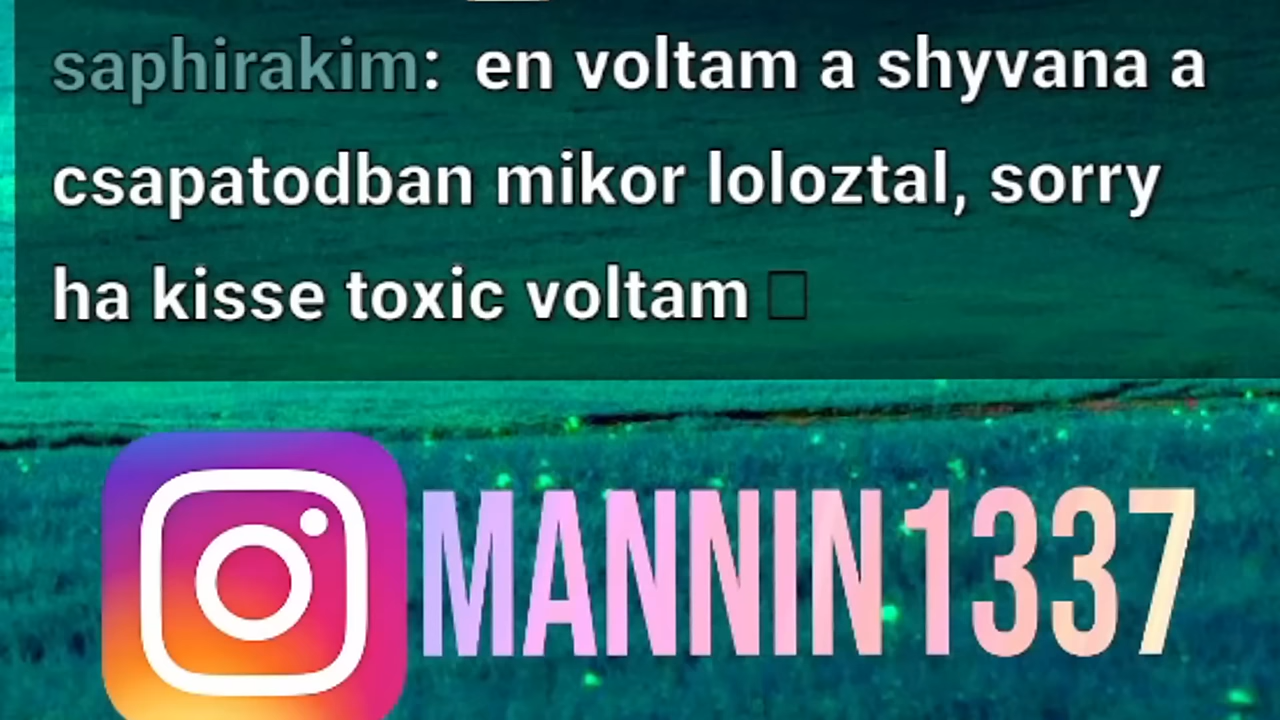 saphirakim: en voltam a shyvana a
csapatodban mikor loloztal, sorry
ha kisse toxic voltam
MANNIN1337